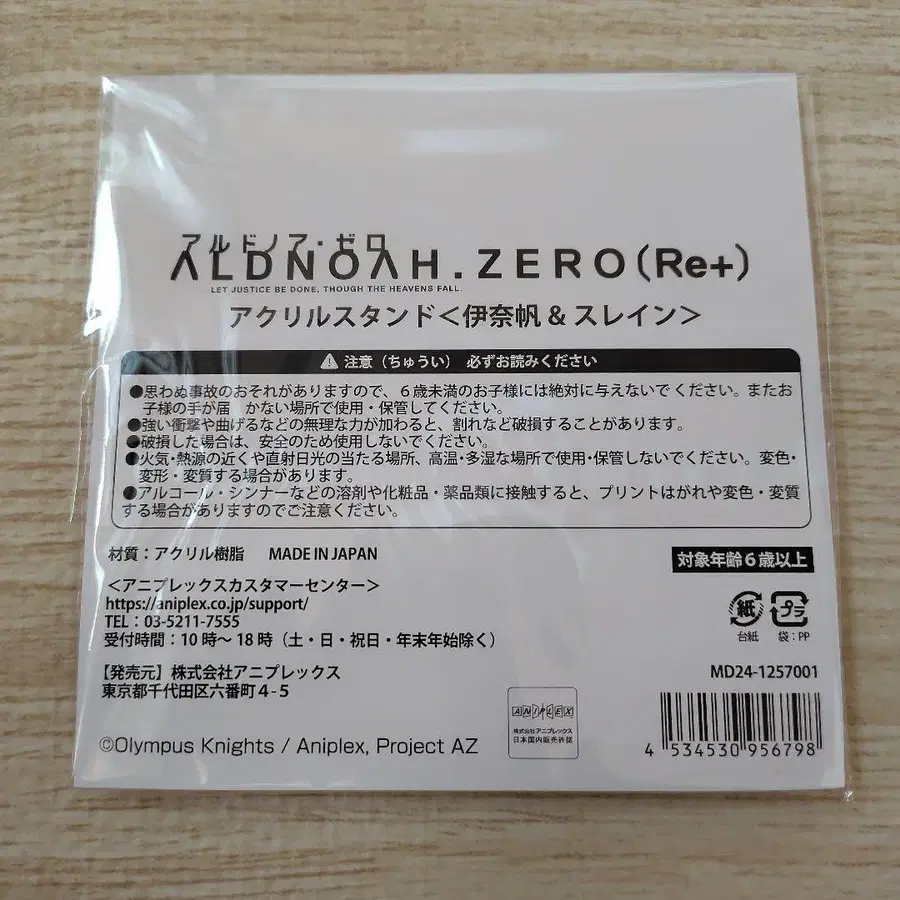 アルドノア・ゼロ
ALDNOAH.ZERO(Re+)
LET JUSTICE BE DONE, THOUGH THE HEAVENS FALL.
アクリルスタンド＜伊奈帆 & スレイン＞
注意（ちゅうい） 必ずお読みください
●思わぬ事故のおそれがありますので、６歳未満のお子様には絶対に与えないでください。またお
子様の手が届 かない場所で使用・保管してください。
●強い衝撃や曲げるなどの無理な力が加わると、割れなど破損することがあります。
●破損した場合は、安全のため使用しないでください。
●火気・熱源の近くや直射日光の当たる場所、高温・多湿な場所で使用・保管しないでください。変色・
変形・変質する場合があります。
●アルコール・シンナーなどの溶剤や化粧品・薬品類に接触すると、プリントはがれや変色・変質
する場合がありますのでご注意ください。
材質：アクリル樹脂 MADE IN JAPAN
対象年齢６歳以上
＜アニプレックスカスタマーセンター＞
https://aniplex.co.jp/support/
TEL：03-5211-7555
受付時間：10 時〜 18 時（土・日・祝日・年末年始除く）
紙 プラ
台紙 袋：PP
【発売元】株式会社アニプレックス
東京都千代田区六番町４-５
MD24-1257001
ANIPLEX
株式会社アニプレックス
日本国内販売許諾
©Olympus Knights / Aniplex, Project AZ
4 534530 956798